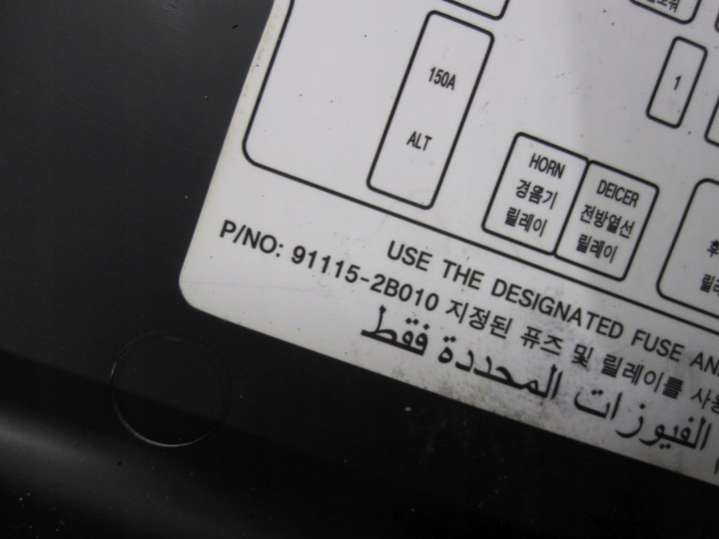 150A
ALT
1
HORN
경음기
릴레이
DEICER
전방열선
릴레이
USE THE DESIGNATED FUSE AN
P/NO: 91115-2B010 지정된 퓨즈 및 릴레이를 사용
الفيوزات المحددة فقط